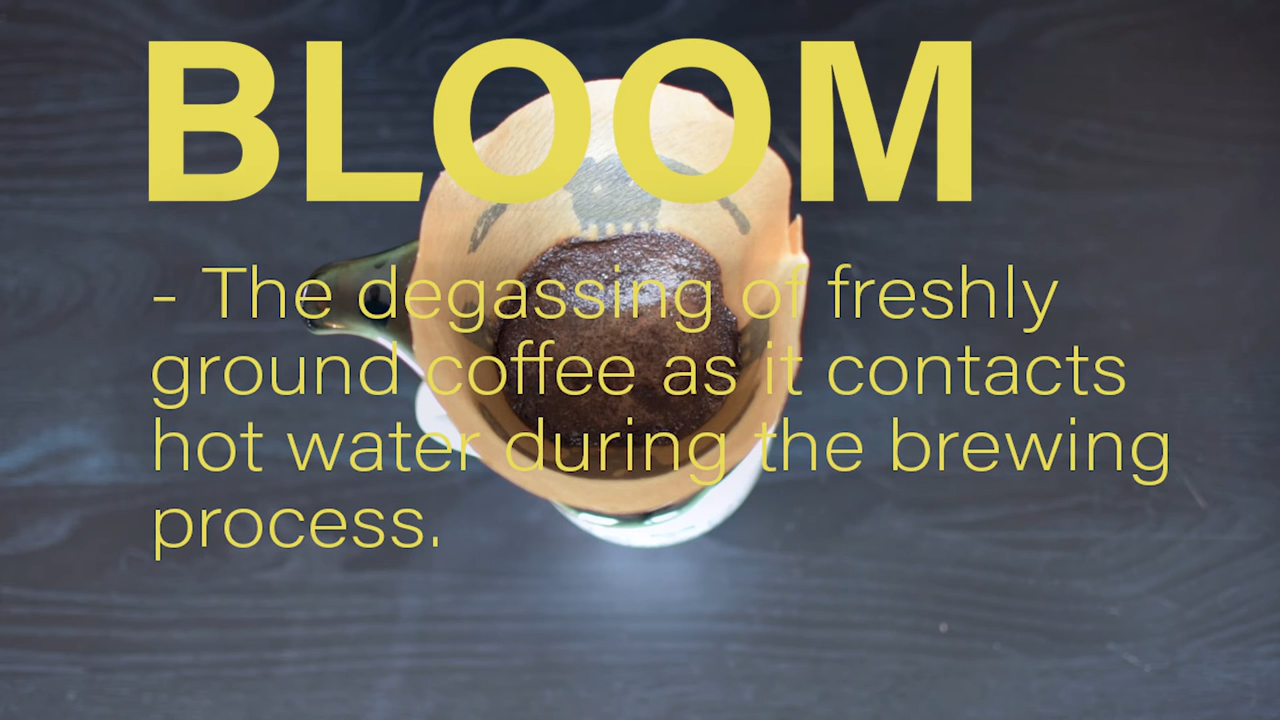 BLOOM
- The degassing of freshly
ground coffee as it contacts
hot water during the brewing
process.